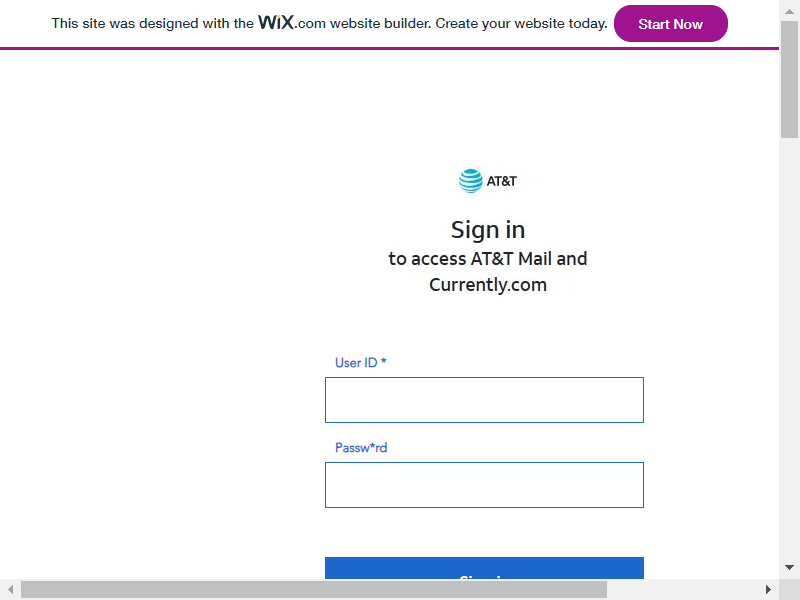 This site was designed with the WiX.com website builder. Create your website today. Start Now
AT&T
Sign in
to access AT&T Mail and
Currently.com
User ID *
Passw*rd